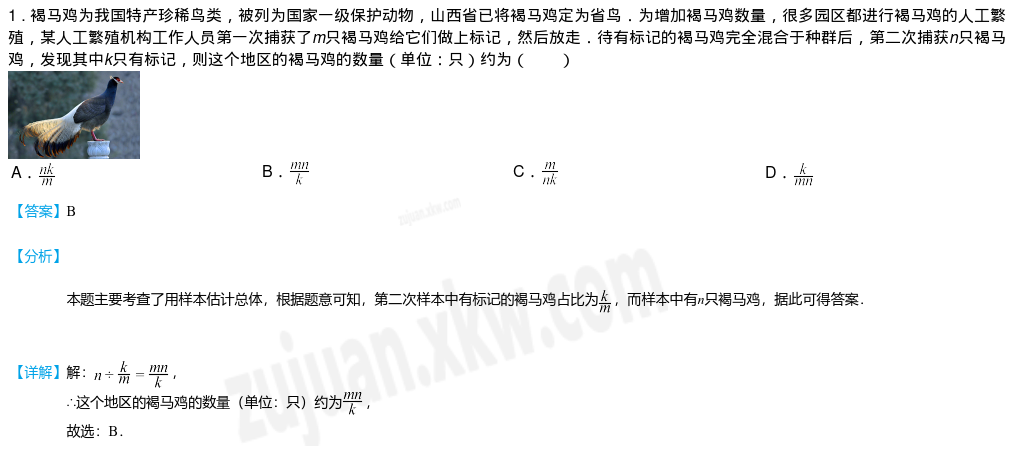 1．褐马鸡为我国特产珍稀鸟类，被列为国家一级保护动物，山西省已将褐马鸡定为省鸟．为增加褐马鸡数量，很多园区都进行褐马鸡的人工繁
殖，某人工繁殖机构工作人员第一次捕获了m只褐马鸡给它们做上标记，然后放走．待有标记的褐马鸡完全混合于种群后，第二次捕获n只褐马
鸡，发现其中k只有标记，则这个地区的褐马鸡的数量（单位：只）约为（　　）
A．nk/m B．mn/k C．m/nk D．k/mn
【答案】B
zujuan.xkw.com
【分析】
本题主要考查了用样本估计总体，根据题意可知，第二次样本中有标记的褐马鸡占比为k/m，而样本中有n只褐马鸡，据此可得答案．
zujuan.xkw.com
【详解】解：n÷k/m=mn/k，
∴这个地区的褐马鸡的数量（单位：只）约为mn/k，
故选：B．